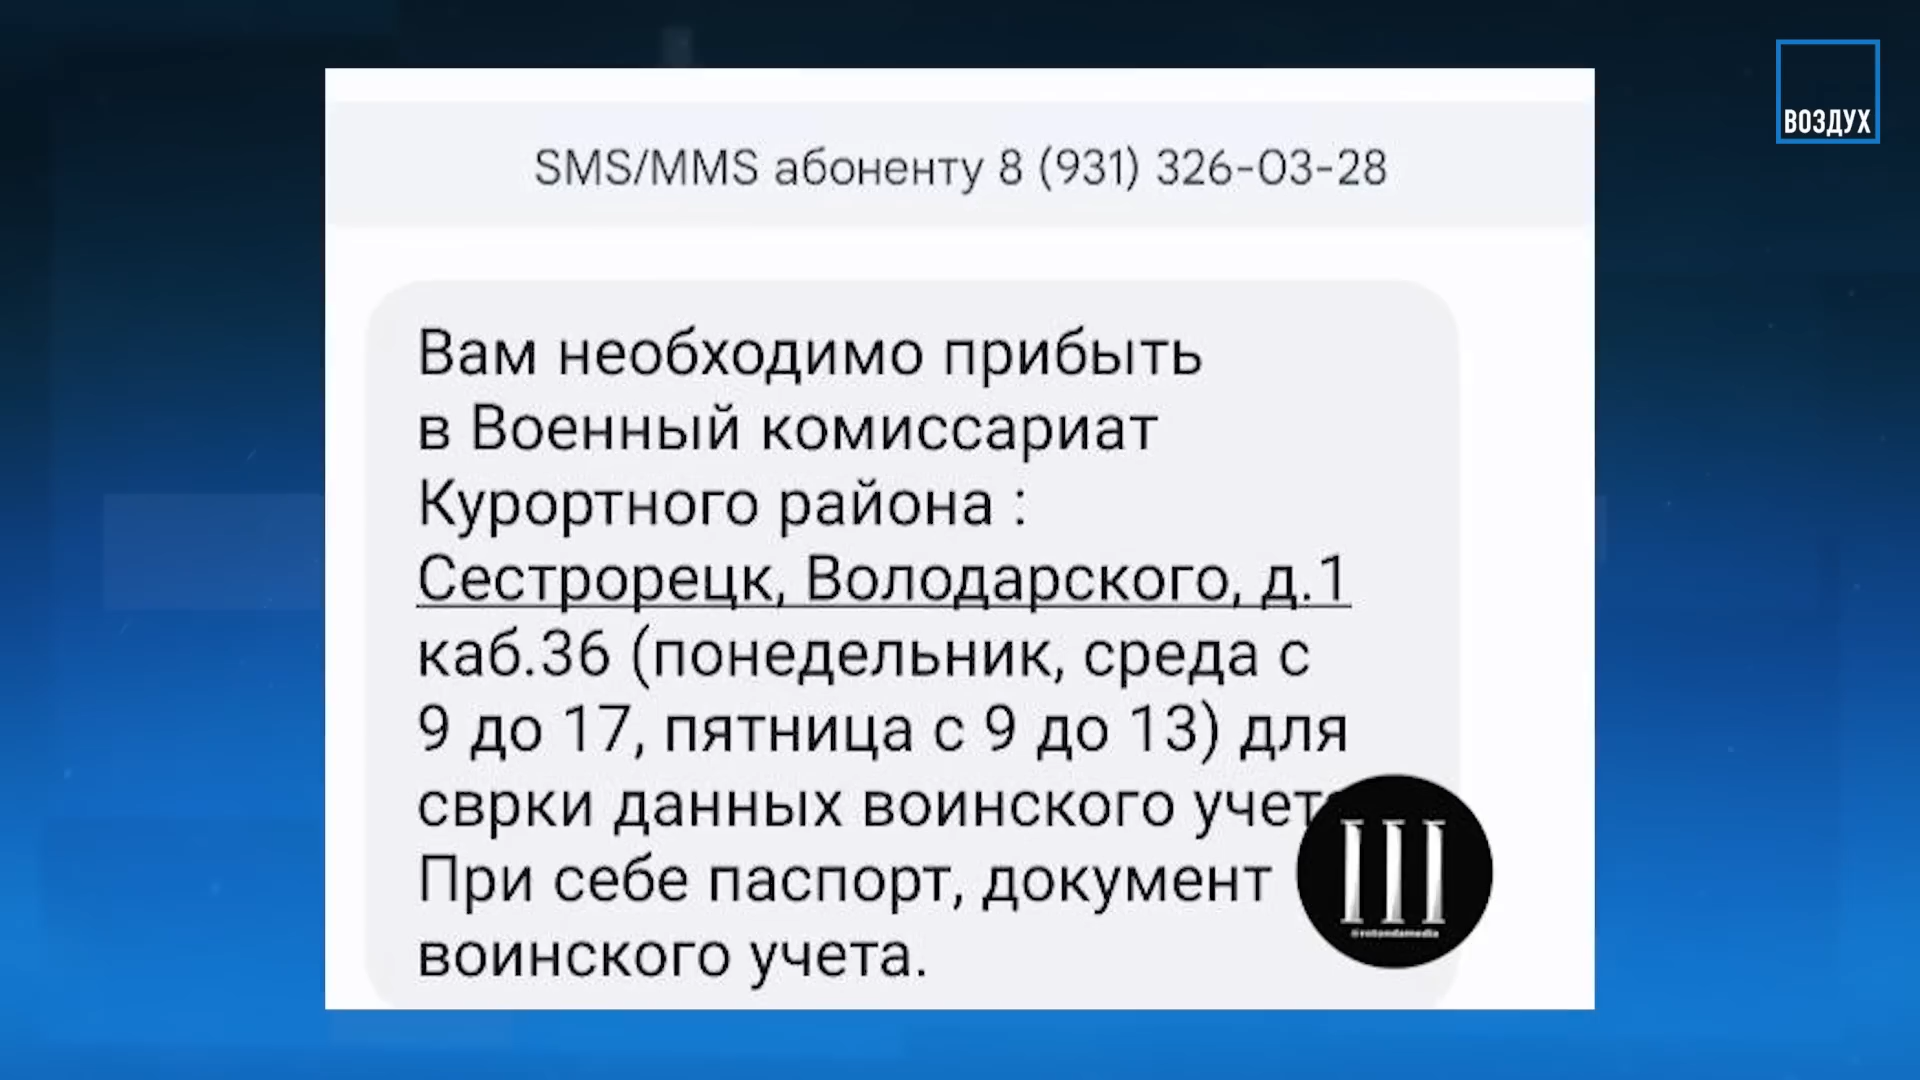 ВОЗДУХ
SMS/MMS абоненту 8 (931) 326-03-28
Вам необходимо прибыть
в Военный комиссариат
Курортного района :
Сестрорецк, Володарского, д.1
каб.36 (понедельник, среда с
9 до 17, пятница с 9 до 13) для
сврки данных воинского учета
При себе паспорт, документ
воинского учета.
@rotondamedia